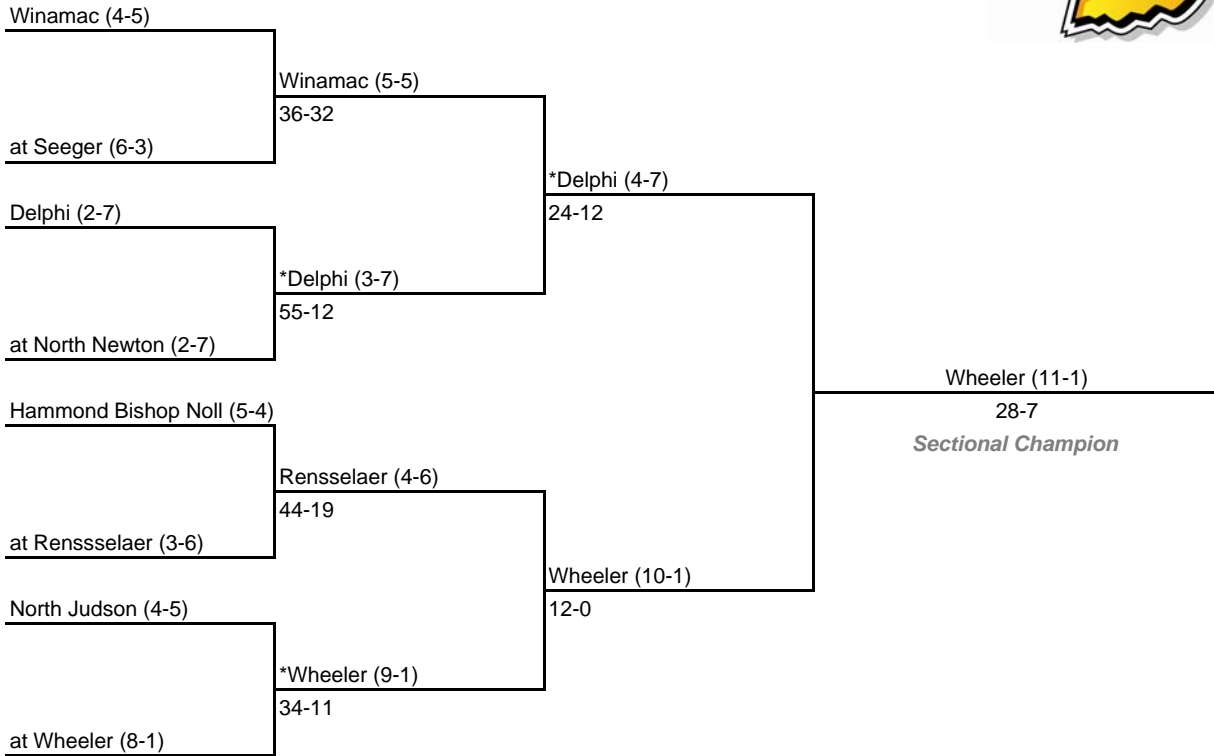 Winamac (4-5)
Winamac (5-5)
36-32
at Seeger (6-3)
*Delphi (4-7)
24-12
Delphi (2-7)
*Delphi (3-7)
55-12
at North Newton (2-7)
Wheeler (11-1)
28-7
Sectional Champion
Hammond Bishop Noll (5-4)
Rensselaer (4-6)
44-19
at Renssselaer (3-6)
Wheeler (10-1)
12-0
North Judson (4-5)
*Wheeler (9-1)
34-11
at Wheeler (8-1)